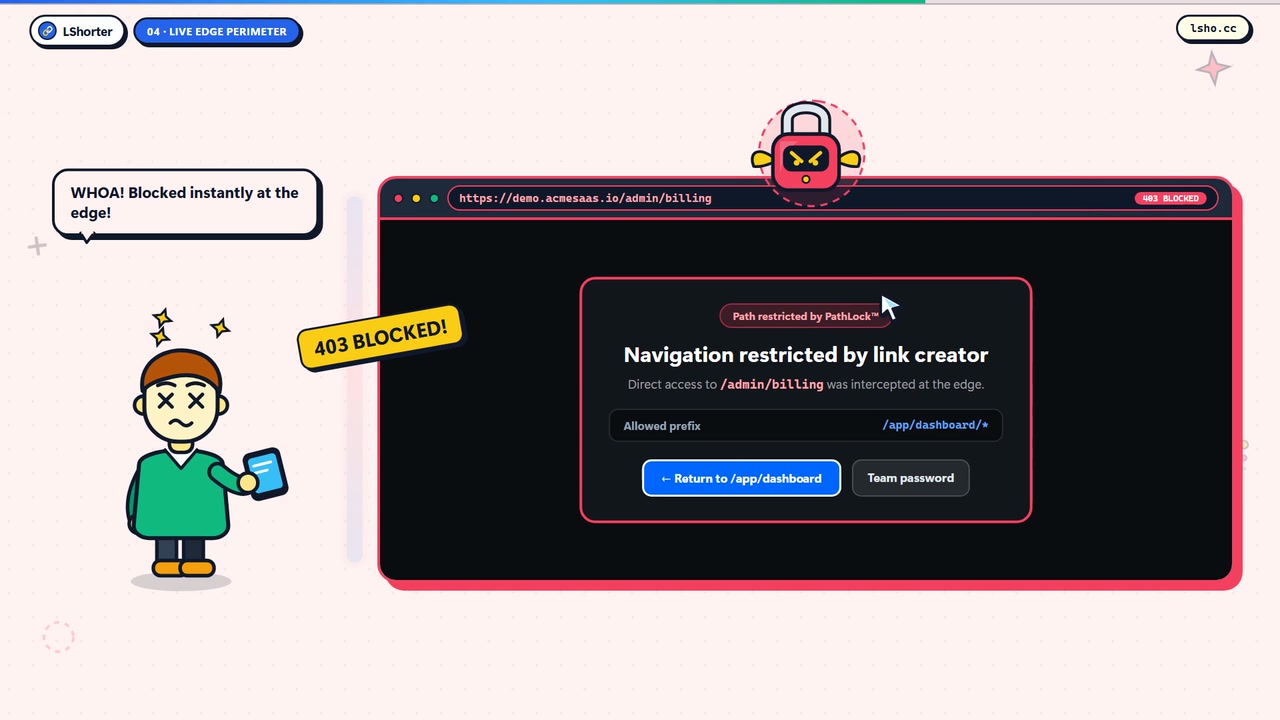 LShorter
04 · LIVE EDGE PERIMETER
lsho.cc
WHOA! Blocked instantly at the
edge!
https://demo.acmesaas.io/admin/billing
403 BLOCKED
403 BLOCKED!
Path restricted by PathLock™
Navigation restricted by link creator
Direct access to /admin/billing was intercepted at the edge.
Allowed prefix
/app/dashboard/*
← Return to /app/dashboard
Team password